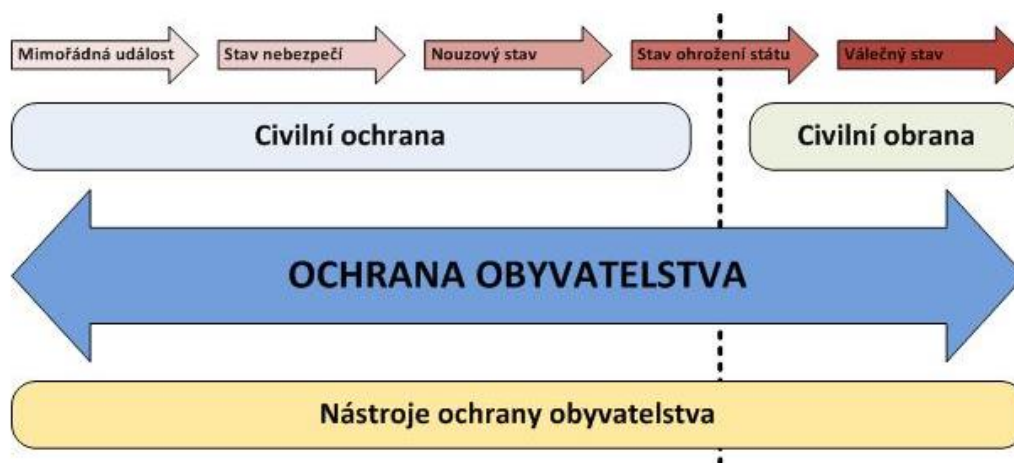 Mimořádná událost
Stav nebezpečí
Nouzový stav
Stav ohrožení státu
Válečný stav
Civilní ochrana
Civilní obrana
OCHRANA OBYVATELSTVA
Nástroje ochrany obyvatelstva